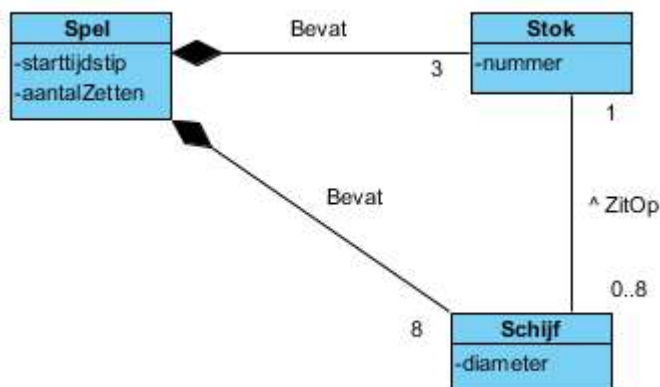 Spel
-starttijdstip
-aantalZetten
Bevat
3
Stok
-nummer
1
Bevat
^ ZitOp
0..8
8
Schijf
-diameter